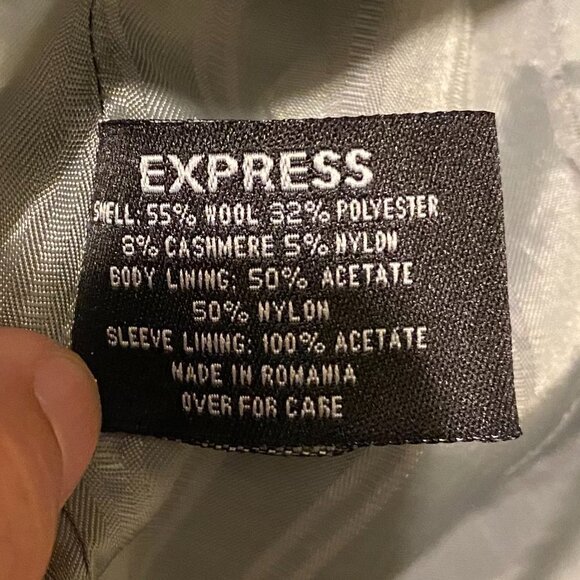 EXPRESS
SHELL: 55% WOOL 32% POLYESTER
8% CASHMERE 5% NYLON
BODY LINING: 50% ACETATE
50% NYLON
SLEEVE LINING: 100% ACETATE
MADE IN ROMANIA
OVER FOR CARE